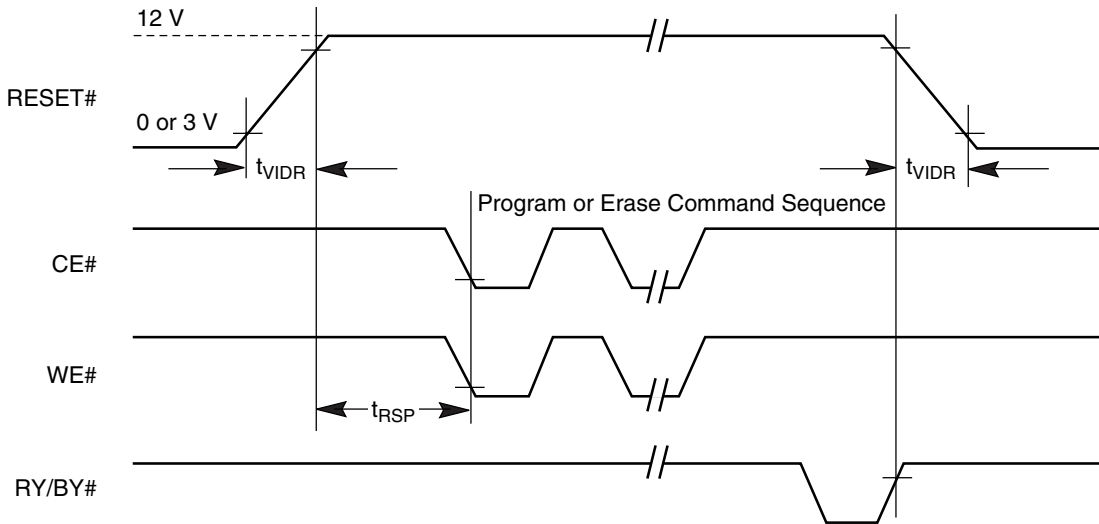 12 V
RESET#
0 or 3 V
tVIDR
tVIDR
Program or Erase Command Sequence
CE#
WE#
tRSP
RY/BY#